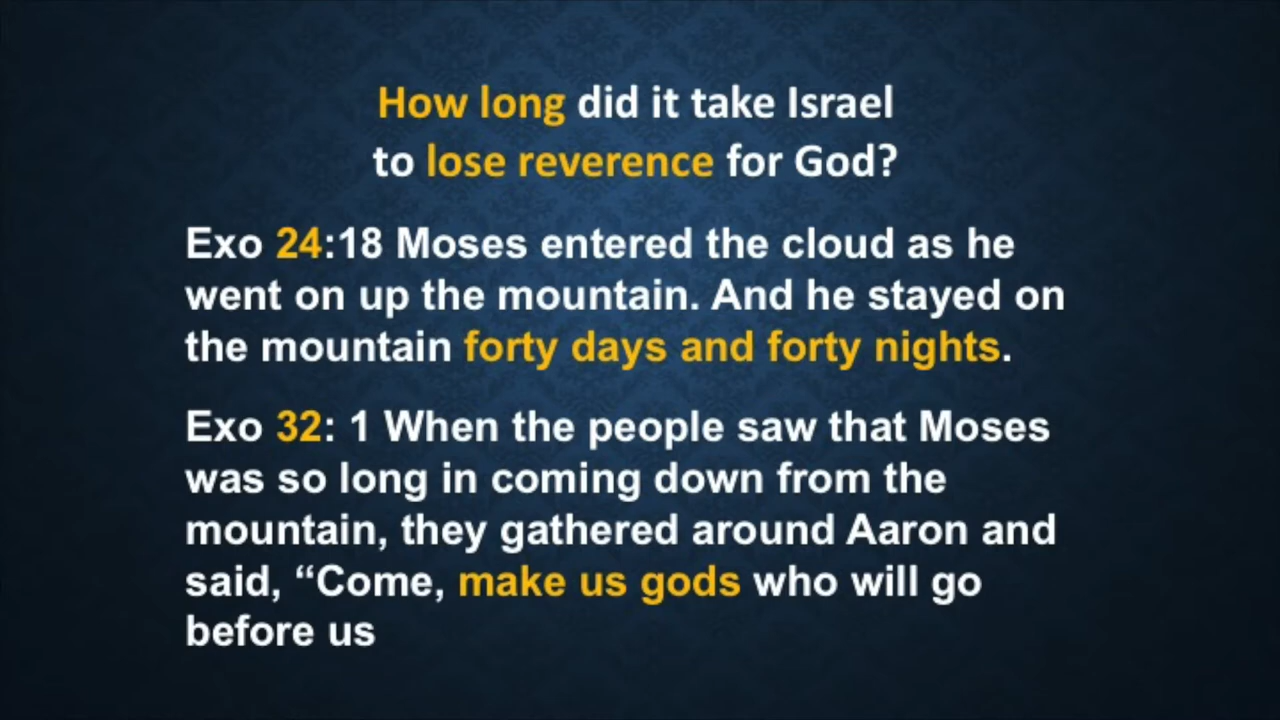 How long did it take Israel
to lose reverence for God?
Exo 24:18 Moses entered the cloud as he
went on up the mountain. And he stayed on
the mountain forty days and forty nights.
Exo 32: 1 When the people saw that Moses
was so long in coming down from the
mountain, they gathered around Aaron and
said, “Come, make us gods who will go
before us